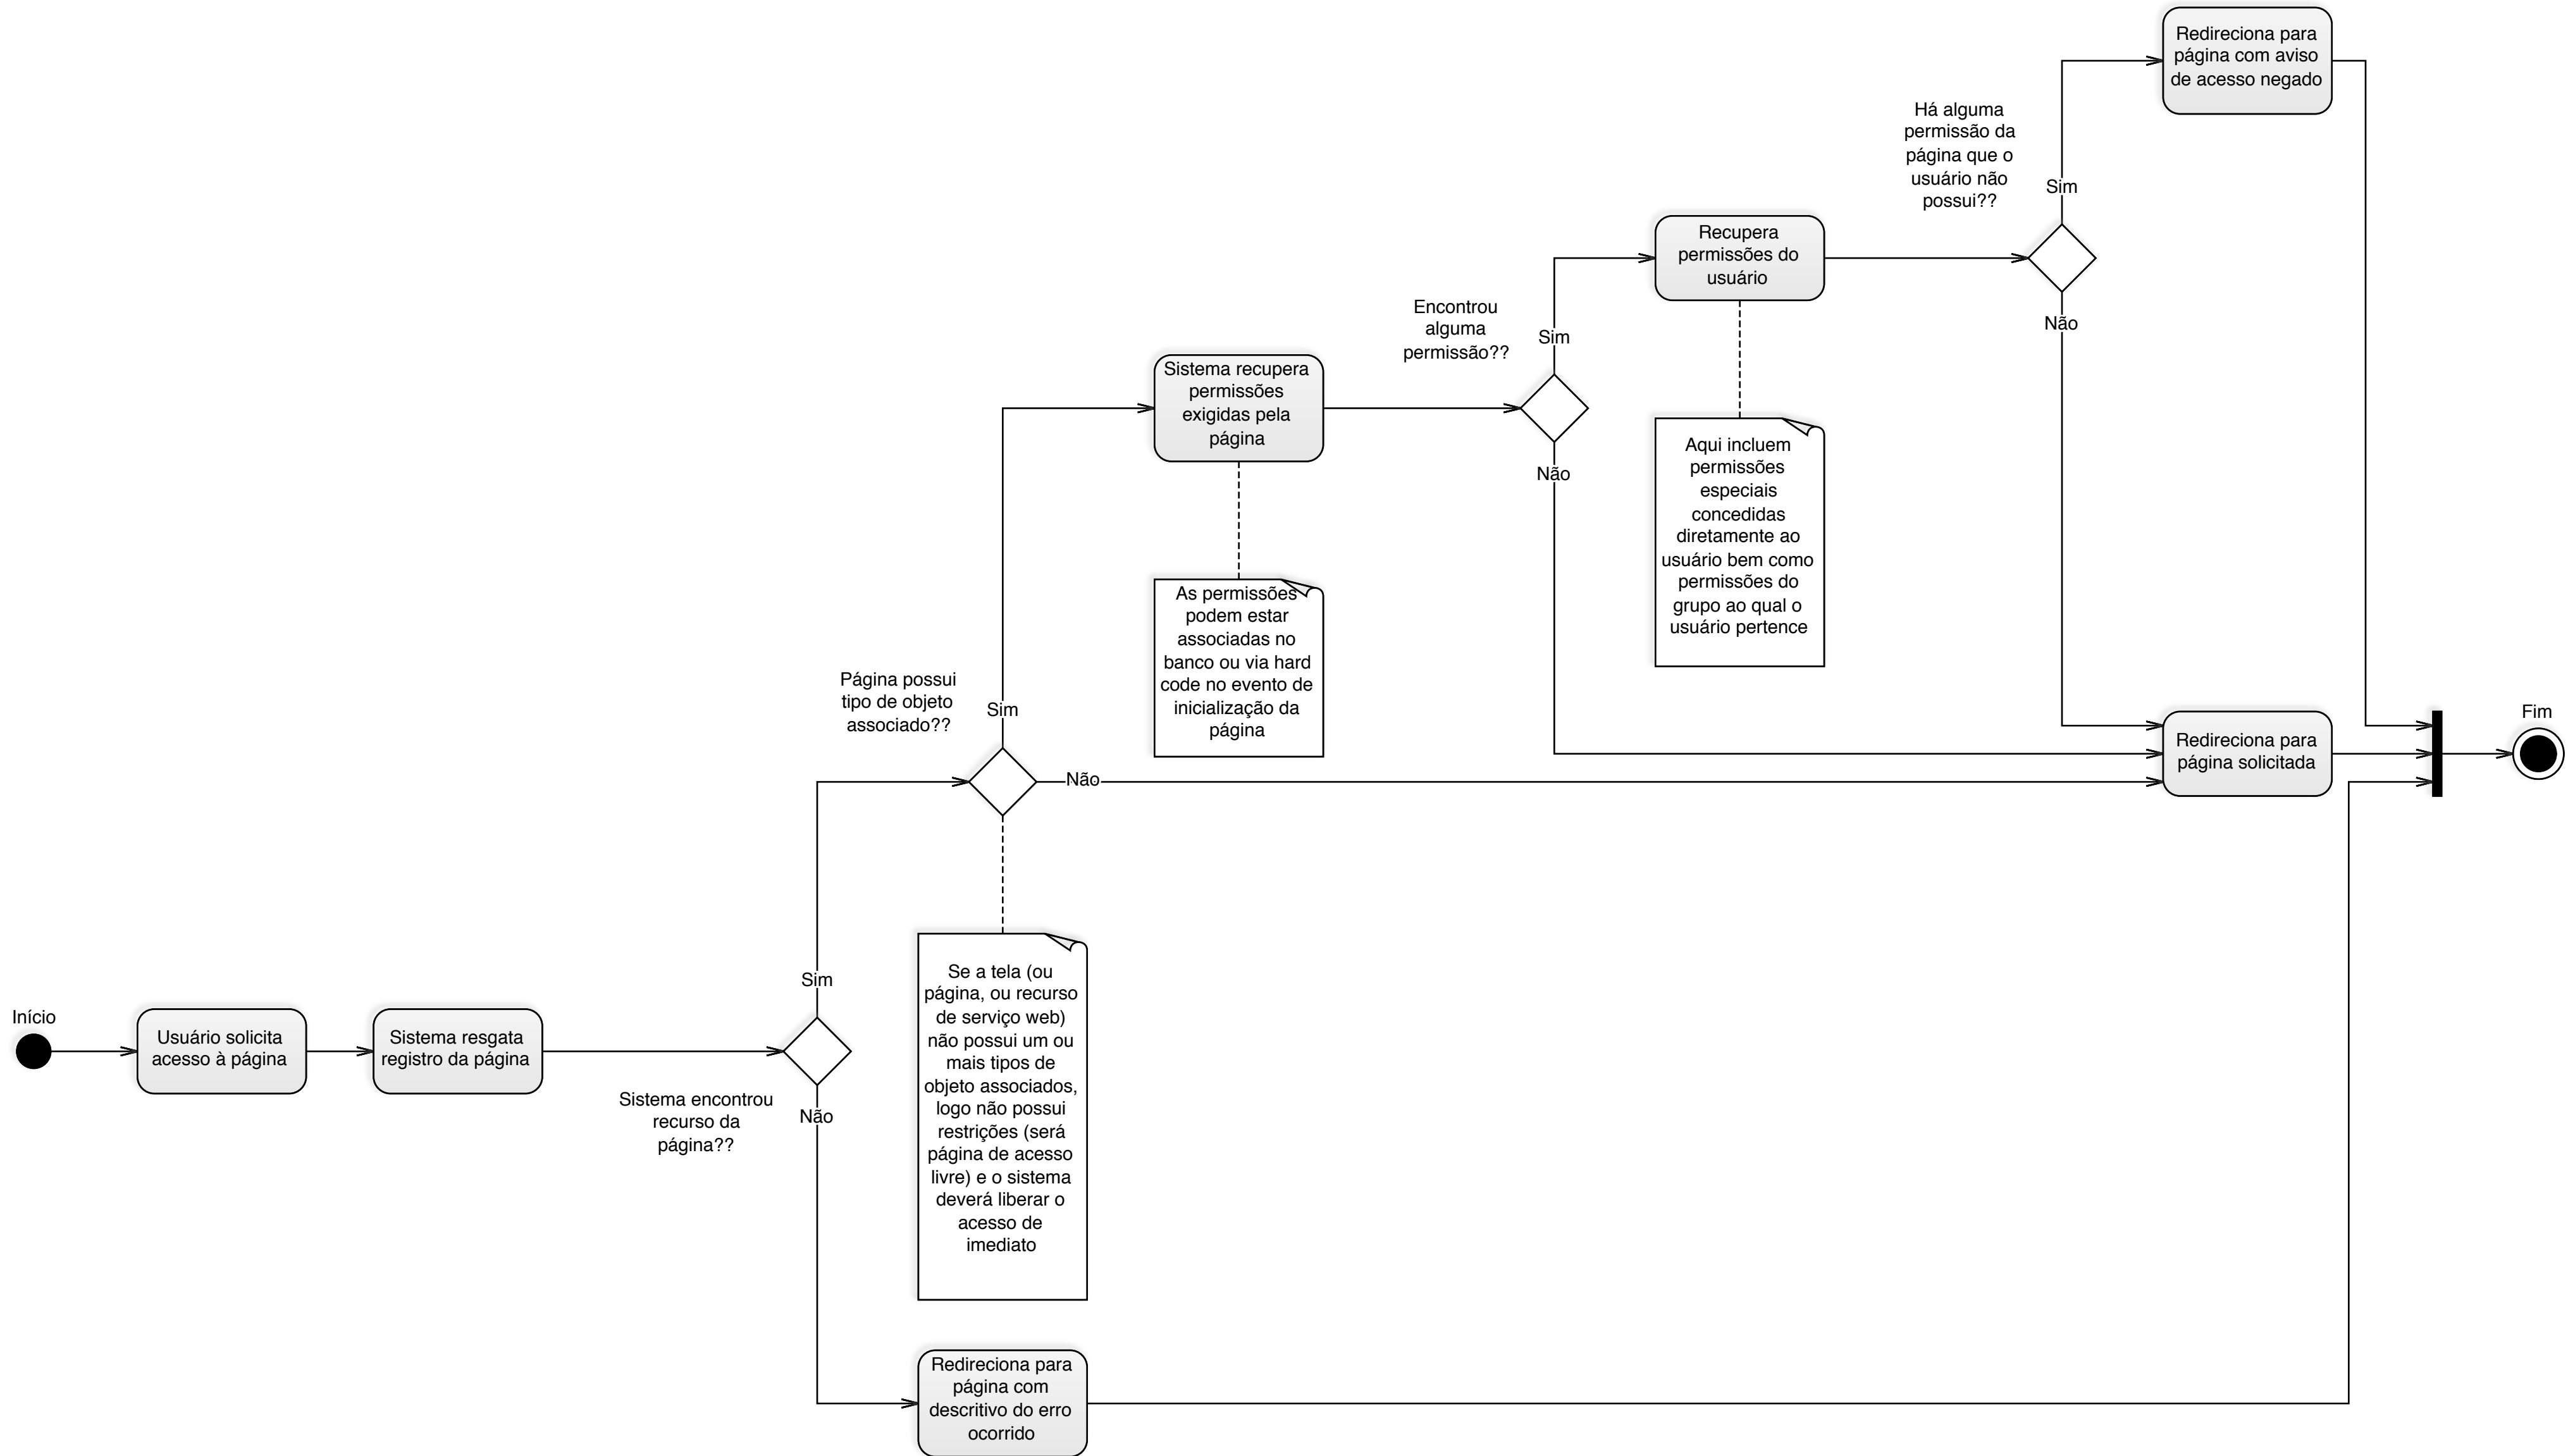 Redireciona para
página com aviso
de acesso negado
Há alguma
permissão da
página que o
usuário não
possui??
Sim
Não
Recupera
permissões do
usuário
Encontrou
alguma
permissão??
Sim
Não
Sistema recupera
permissões
exigidas pela
página
Aqui incluem
permissões
especiais
concedidas
diretamente ao
usuário bem como
permissões do
grupo ao qual o
usuário pertence
As permissões
podem estar
associadas no
banco ou via hard
code no evento de
inicialização da
página
Página possui
tipo de objeto
associado??
Sim
Não
Redireciona para
página solicitada
Fim
Se a tela (ou
página, ou recurso
de serviço web)
não possui um ou
mais tipos de
objeto associados,
logo não possui
restrições (será
página de acesso
livre) e o sistema
deverá liberar o
acesso de
imediato
Início
Usuário solicita
acesso à página
Sistema resgata
registro da página
Sim
Sistema encontrou
recurso da
página??
Não
Redireciona para
página com
descritivo do erro
ocorrido